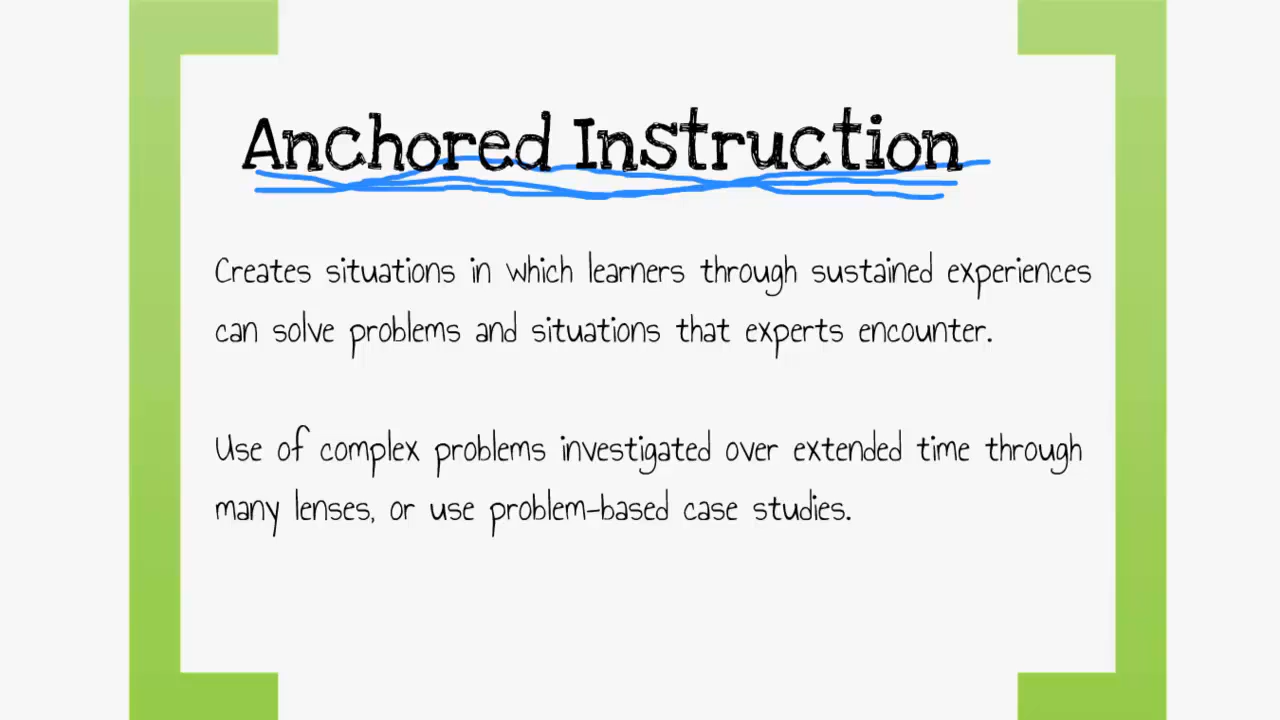 Anchored Instruction
Creates situations in which learners through sustained experiences
can solve problems and situations that experts encounter.
Use of complex problems investigated over extended time through
many lenses, or use problem-based case studies.